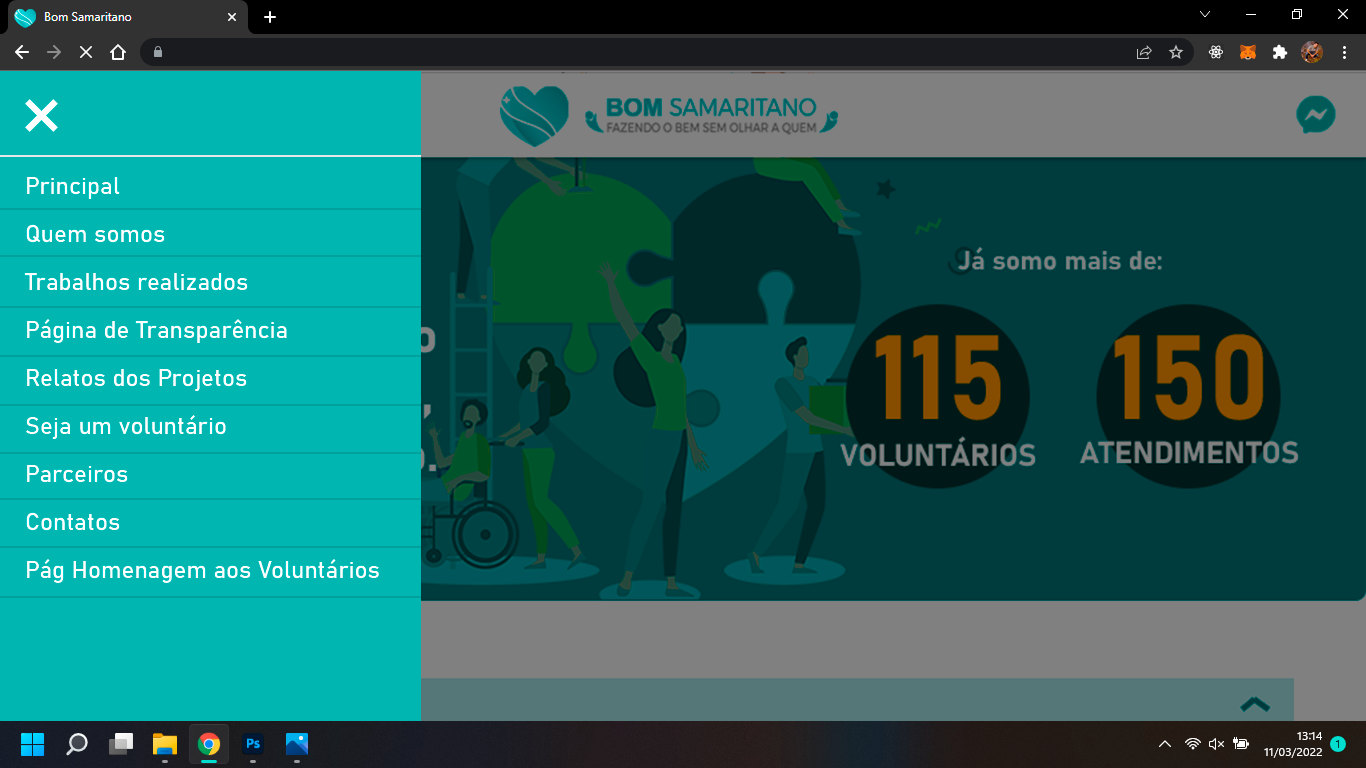 Bom Samaritano
BOM SAMARITANO
FAZENDO O BEM SEM OLHAR A QUEM
Principal
Quem somos
Trabalhos realizados
Página de Transparência
Relatos dos Projetos
Seja um voluntário
Parceiros
Contatos
Pág Homenagem aos Voluntários
Já somo mais de:
115
VOLUNTÁRIOS
150
ATENDIMENTOS
Ps
13:14
11/03/2022
1